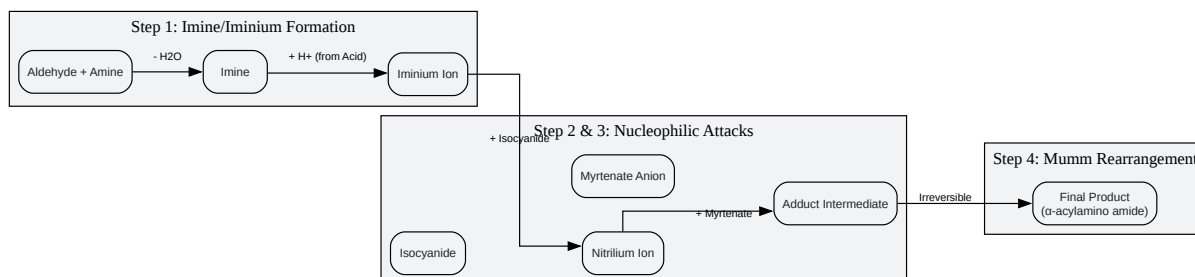 Step 1: Imine/Iminium Formation
Aldehyde + Amine
- H2O
Imine
+ H+ (from Acid)
Iminium Ion
+ Isocyanide
Step 2 & 3: Nucleophilic Attacks
Myrtenate Anion
Isocyanide
Nitrilium Ion
+ Myrtenate
Adduct Intermediate
Irreversible
Step 4: Mumm Rearrangement
Final Product
(α-acylamino amide)